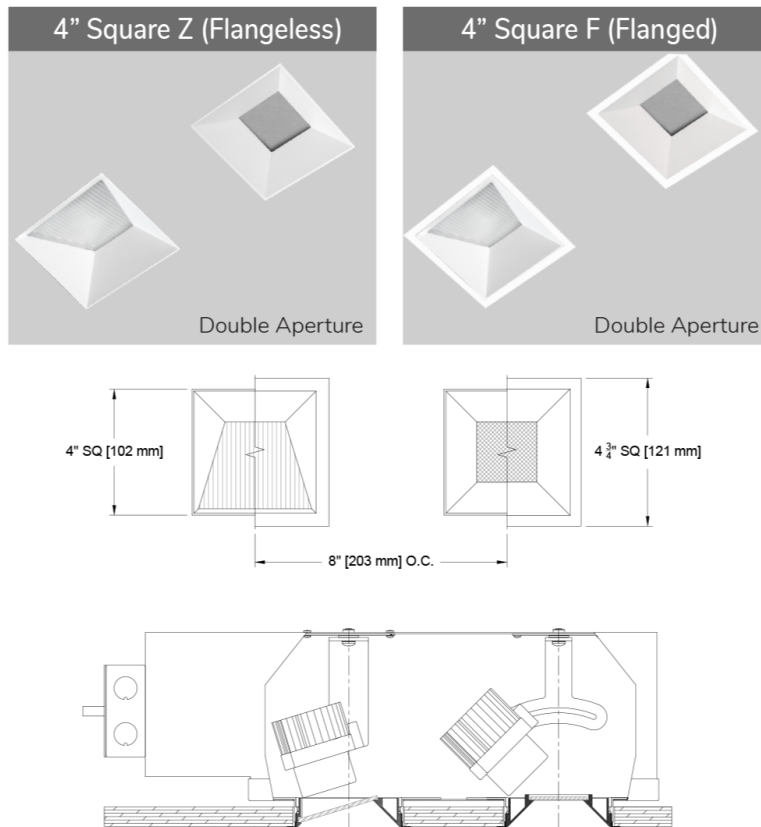 4” Square Z (Flangeless)
4” Square F (Flanged)
Double Aperture
Double Aperture
4" SQ [102 mm]
4 3/4" SQ [121 mm]
8" [203 mm] O.C.